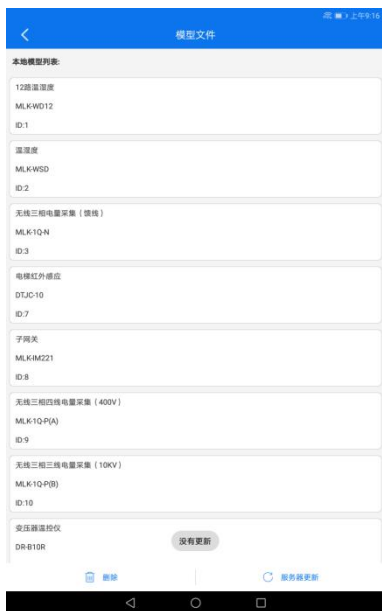 上午9:16
模型文件
本地模型列表:
12路温湿度
MLK-WD12
ID:1
温湿度
MLK-WSD
ID:2
无线三相电量采集（馈线）
MLK-1Q-N
ID:3
电梯红外感应
DTJC-10
ID:7
子网关
MLK-IM221
ID:8
无线三相四线电量采集（400V）
MLK-1Q-P(A)
ID:9
无线三相三线电量采集（10KV）
MLK-1Q-P(B)
ID:10
变压器温控仪
DR-B10R
没有更新
删除
服务器更新